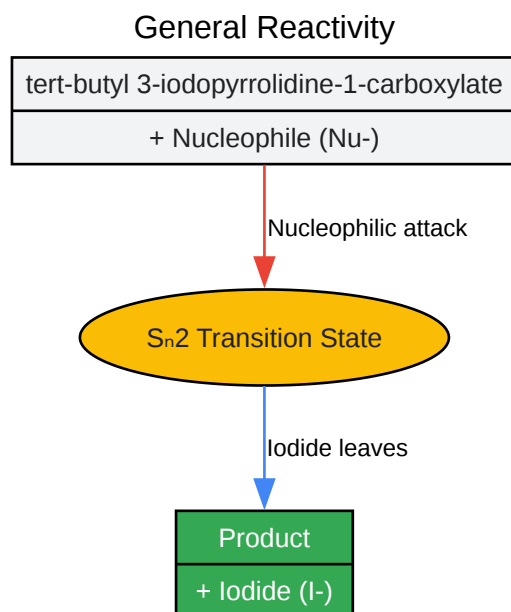 General Reactivity
tert-butyl 3-iodopyrrolidine-1-carboxylate
+ Nucleophile (Nu-)
Nucleophilic attack
Sₙ2 Transition State
Iodide leaves
Product
+ Iodide (I-)